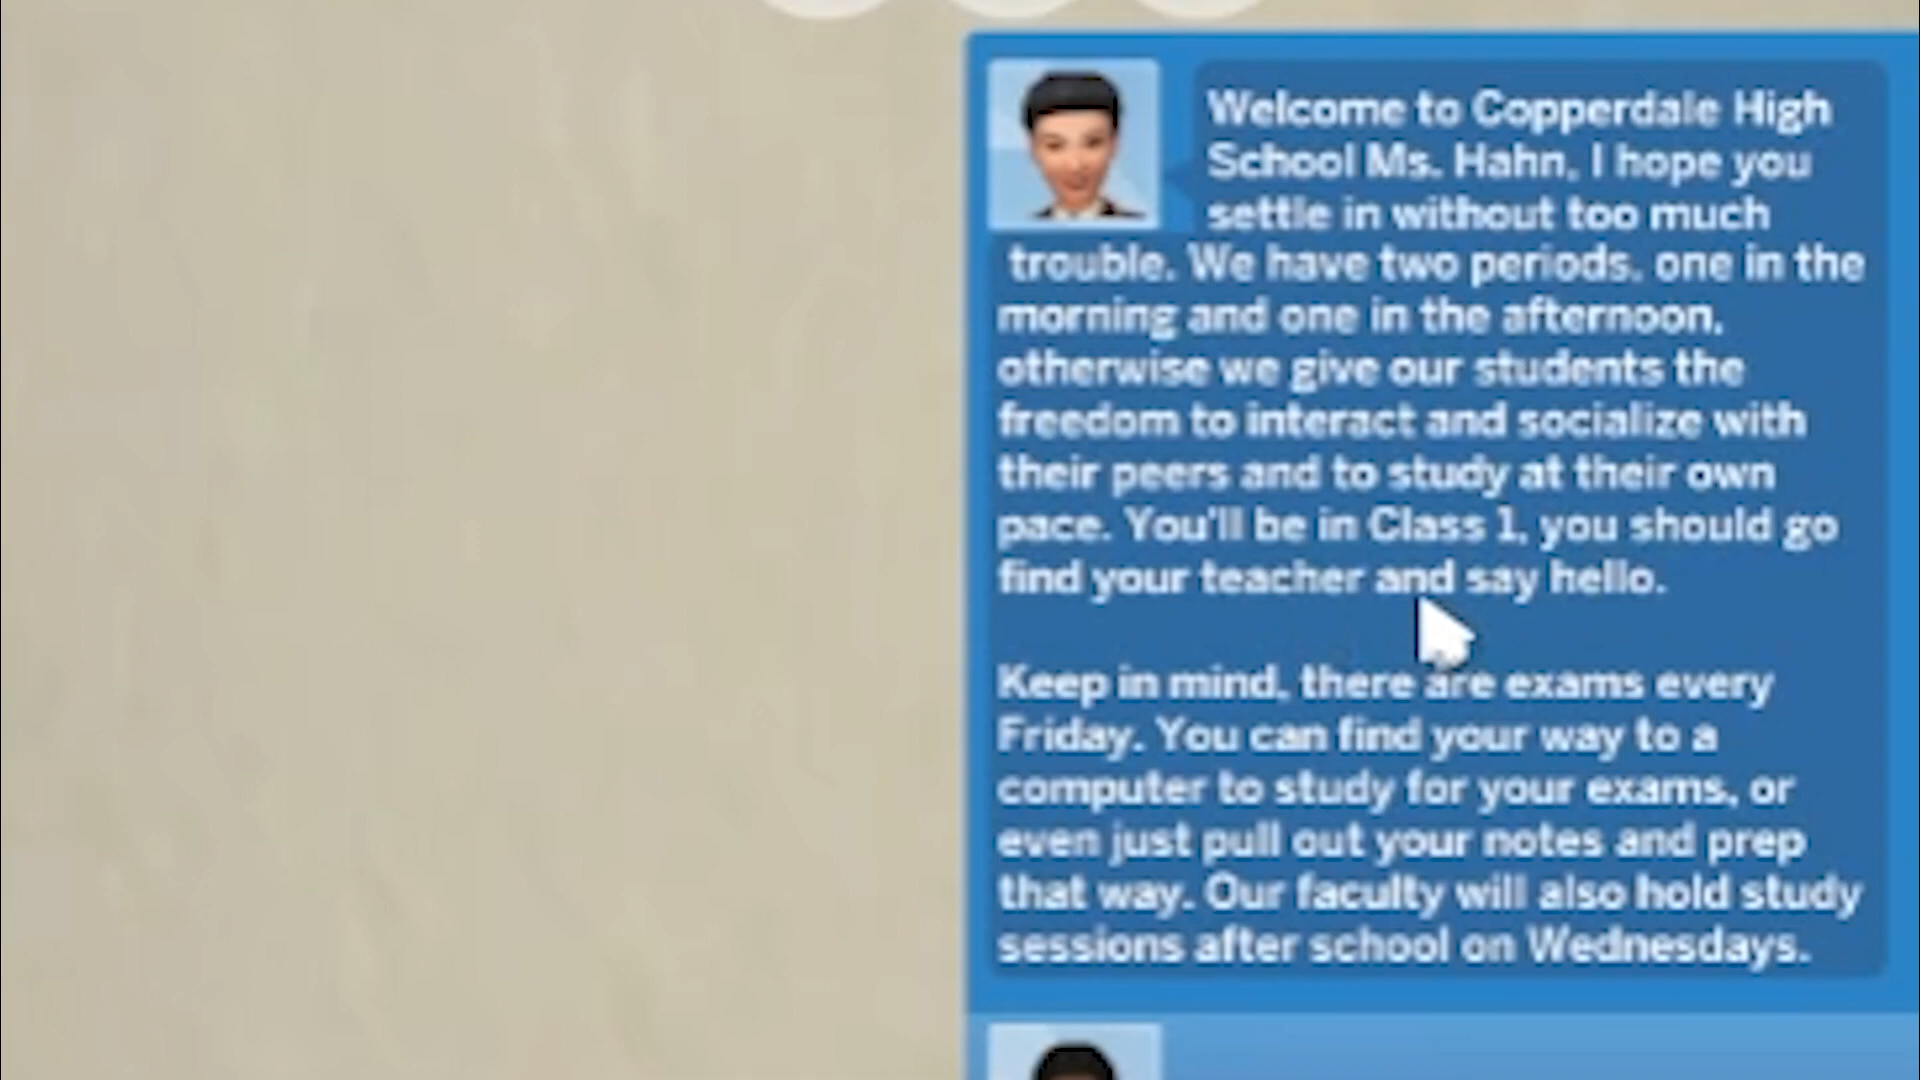 Welcome to Copperdale High
School Ms. Hahn, I hope you
settle in without too much
trouble. We have two periods, one in the
morning and one in the afternoon,
otherwise we give our students the
freedom to interact and socialize with
their peers and to study at their own
pace. You'll be in Class 1, you should go
find your teacher and say hello.
Keep in mind, there are exams every
Friday. You can find your way to a
computer to study for your exams, or
even just pull out your notes and prep
that way. Our faculty will also hold study
sessions after school on Wednesdays.